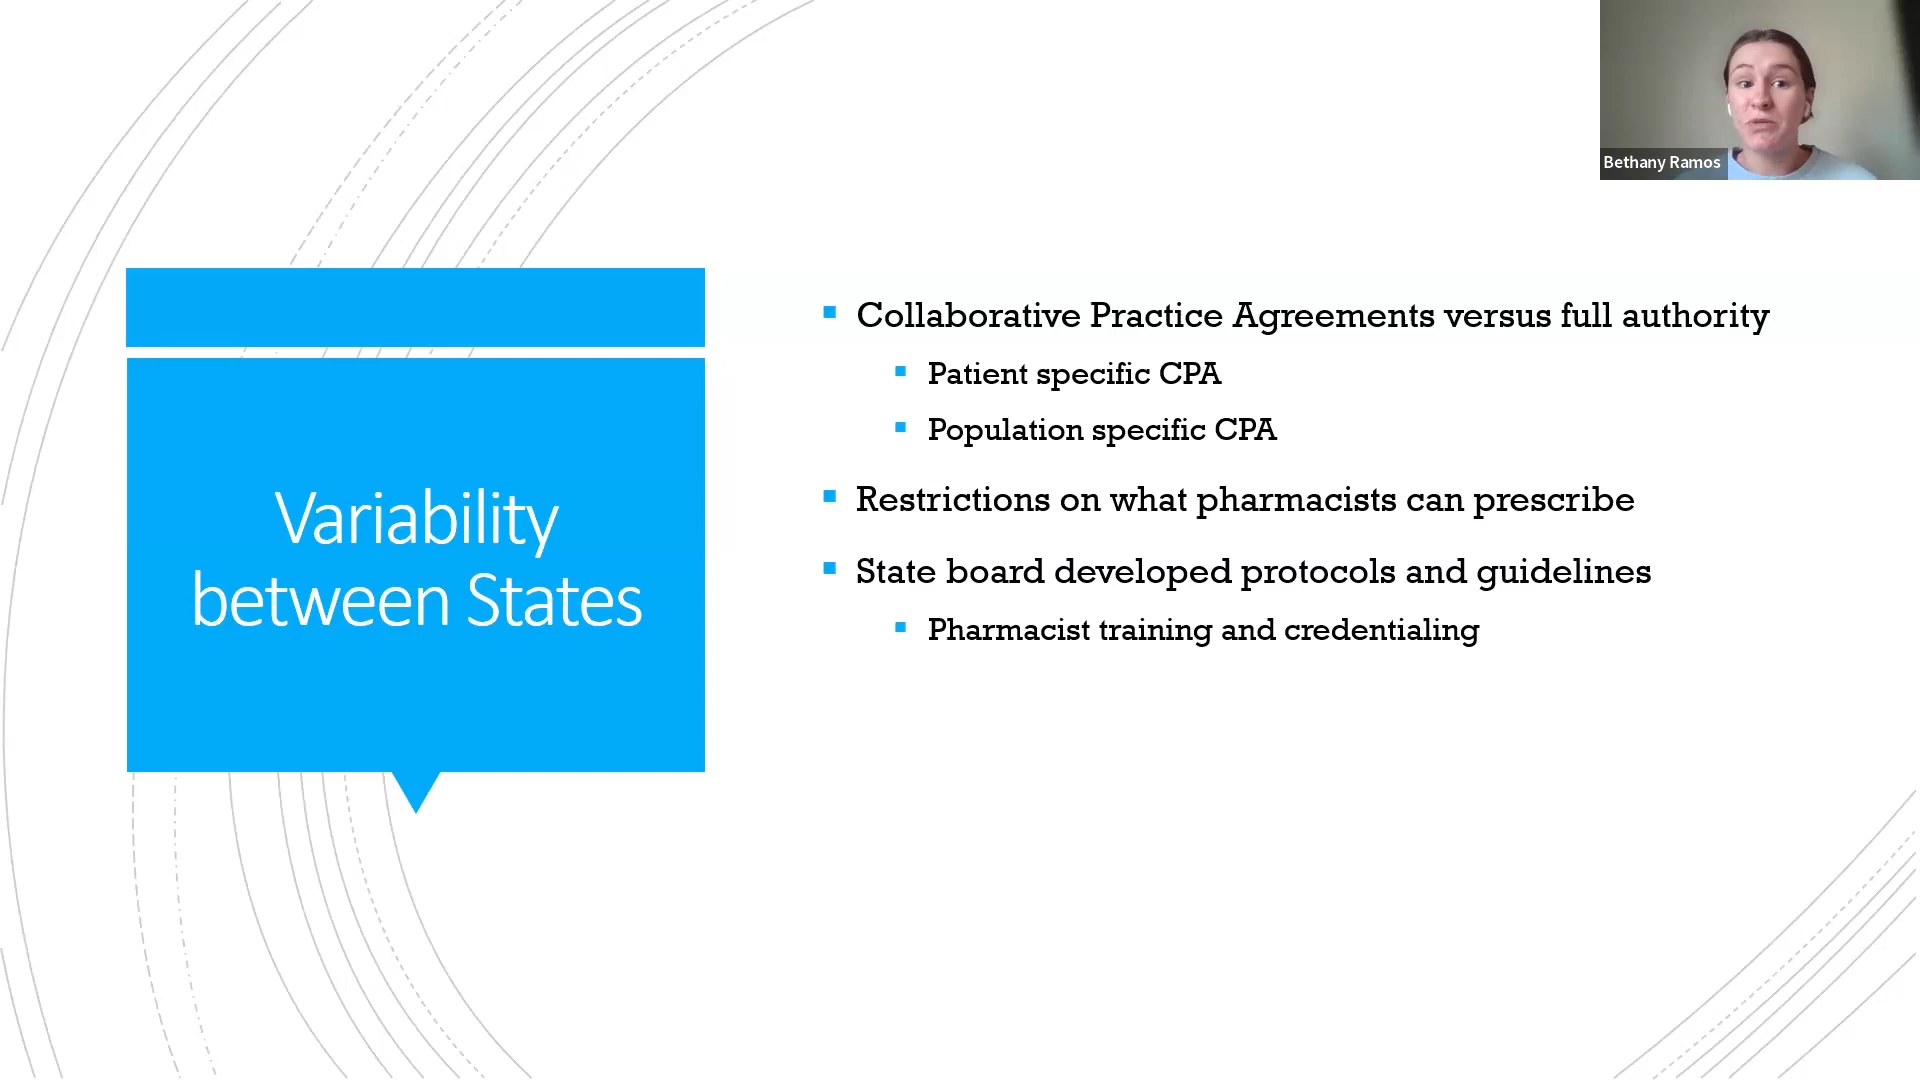 Bethany Ramos
Variability
between States
Collaborative Practice Agreements versus full authority
Patient specific CPA
Population specific CPA
Restrictions on what pharmacists can prescribe
State board developed protocols and guidelines
Pharmacist training and credentialing